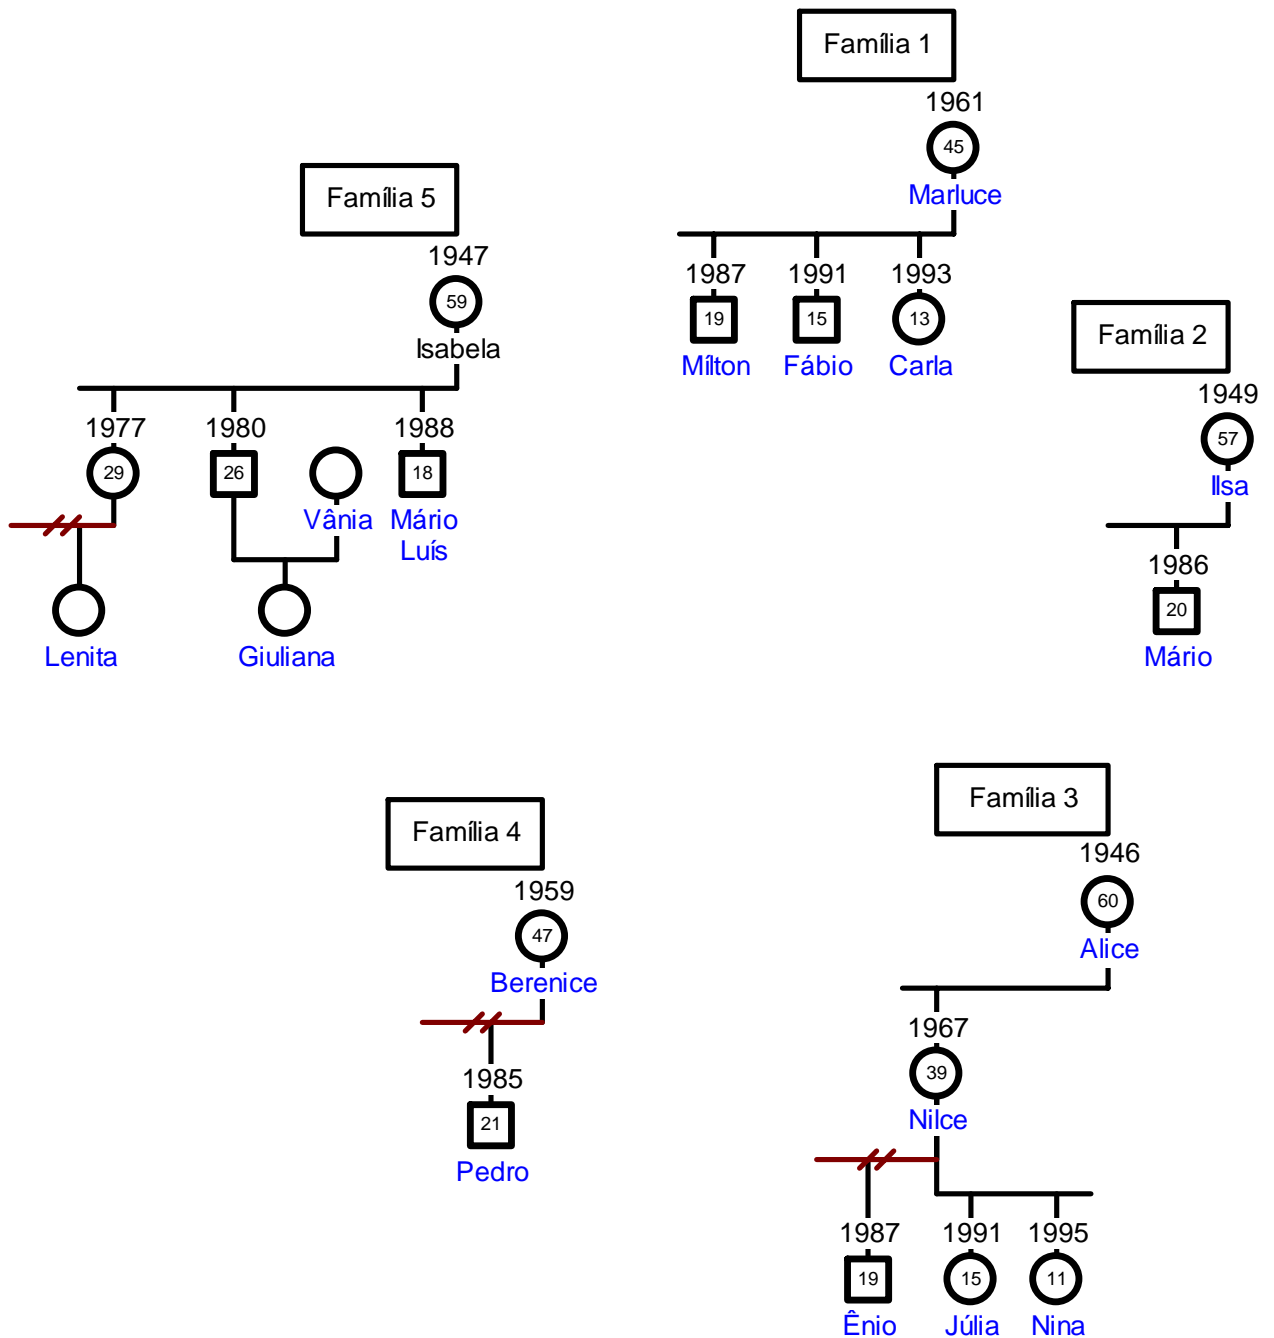 Família 1
1961
45
Marluce
1987 1991 1993
19 15 13
Mílton Fábio Carla
Família 5
1947
59
Isabela
1977 1980 1988
29 26 18
Vânia Mário
Luís
Lenita Giuliana
Família 2
1949
57
Ilsa
1986
20
Mário
Família 4
1959
47
Berenice
1985
21
Pedro
Família 3
1946
60
Alice
1967
39
Nilce
1987 1991 1995
19 15 11
Ênio Júlia Nina